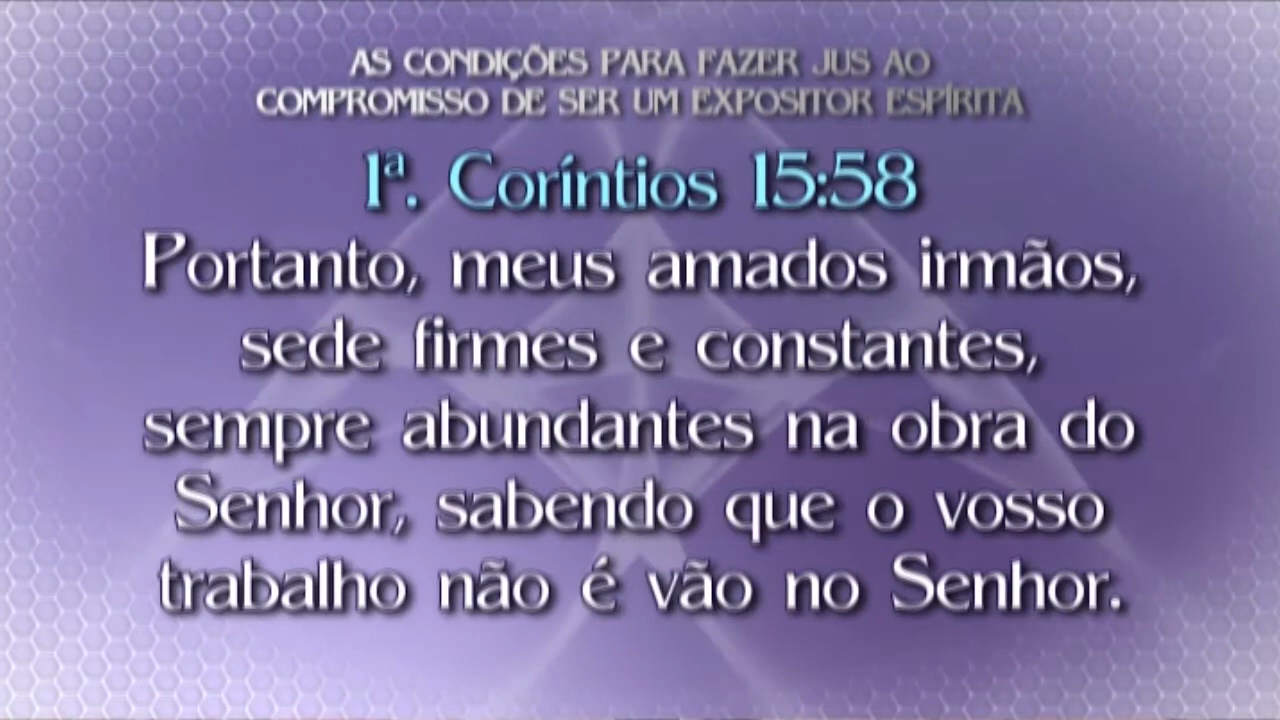 AS CONDIÇÕES PARA FAZER JUS AO
COMPROMISSO DE SER UM EXPOSITOR ESPÍRITA
1ª. Coríntios 15:58
Portanto, meus amados irmãos,
sede firmes e constantes,
sempre abundantes na obra do
Senhor, sabendo que o vosso
trabalho não é vão no Senhor.